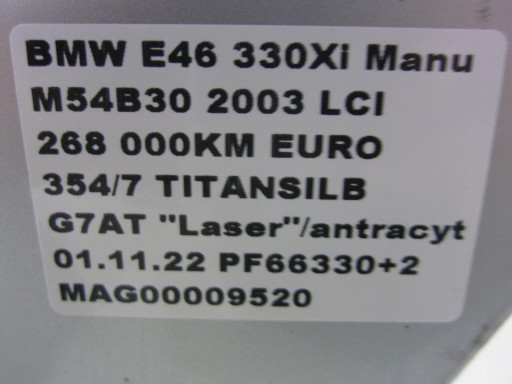 BMW E46 330Xi Manu
M54B30 2003 LCI
268 000KM EURO
354/7 TITANSILB
G7AT "Laser"/antracyt
01.11.22 PF66330+2
MAG00009520